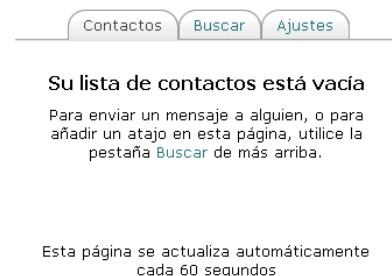 Contactos Buscar Ajustes
Su lista de contactos está vacía
Para enviar un mensaje a alguien, o para
añadir un atajo en esta página, utilice la
pestaña Buscar de más arriba.
Esta página se actualiza automáticamente
cada 60 segundos